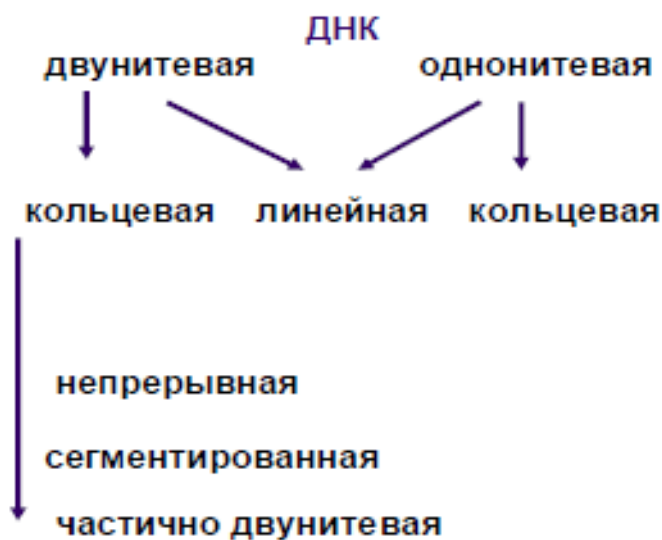 ДНК
двунитевая однонитевая
кольцевая линейная кольцевая
непрерывная
сегментированная
частично двунитевая